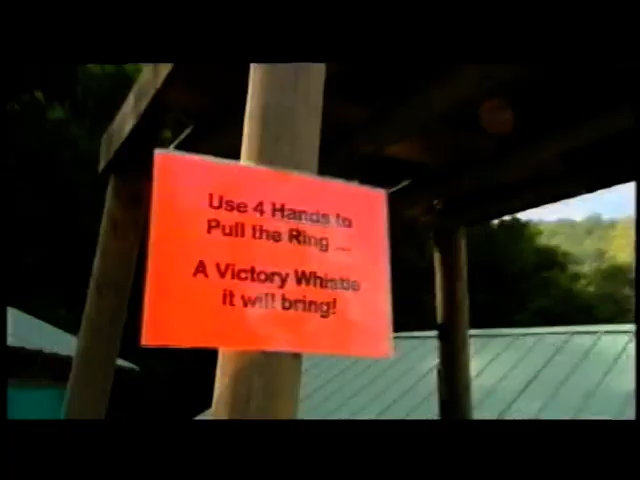 Use 4 Hands to
Pull the Ring ...
A Victory Whistle
it will bring!